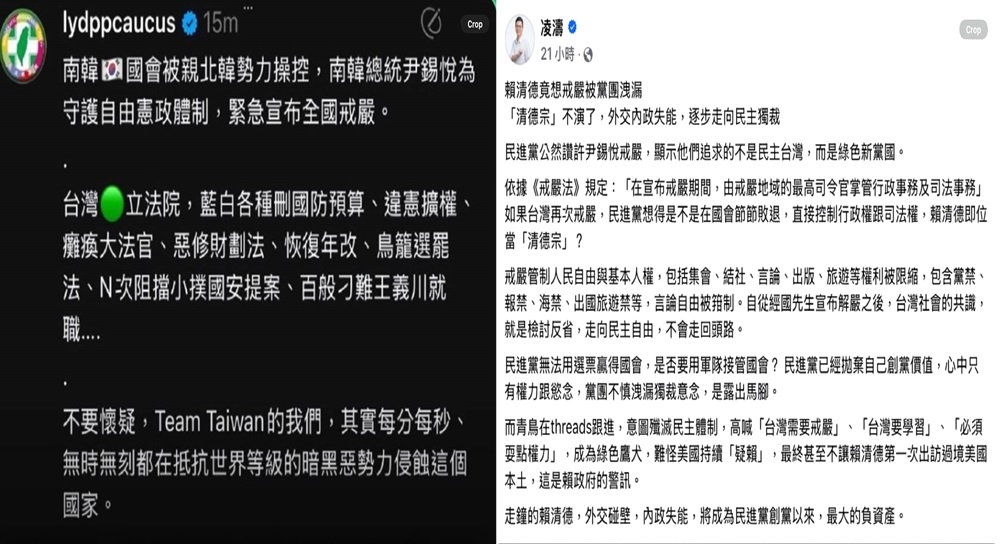 lydppcaucus 15m
Crop
南韓🇰🇷國會被親北韓勢力操控，南韓總統尹錫悅為
守護自由憲政體制，緊急宣布全國戒嚴。
.
台灣🟢立法院，藍白各種刪國防預算、違憲擴權、
癱瘓大法官、惡修財劃法、恢復年改、鳥籠選罷
法、N次阻擋小撲國安提案、百般刁難王義川就
職....
.
不要懷疑，Team Taiwan的我們，其實每分每秒、
無時無刻都在抵抗世界等級的暗黑惡勢力侵蝕這個
國家。
凌濤
21 小時 ·
Crop
賴清德竟想戒嚴被黨團洩漏
「清德宗」不演了，外交內政失能，逐步走向民主獨裁
民進黨公然讚許尹錫悅戒嚴，顯示他們追求的不是民主台灣，而是綠色新黨國。
依據《戒嚴法》規定：「在宣布戒嚴期間，由戒嚴地域的最高司令官掌管行政事務及司法事務」
如果台灣再次戒嚴，民進黨想得是不是在國會節節敗退，直接控制行政權跟司法權，賴清德即位
當「清德宗」？
戒嚴管制人民自由與基本人權，包括集會、結社、言論、出版、旅遊等權利被限縮，包含黨禁、
報禁、海禁、出國旅遊禁等，言論自由被箝制。自從經國先生宣布解嚴之後，台灣社會的共識，
就是檢討反省，走向民主自由，不會走回頭路。
民進黨無法用選票贏得國會，是否要用軍隊接管國會？ 民進黨已經拋棄自己創黨價值，心中只
有權力跟慾念，黨團不慎洩漏獨裁意念，是露出馬腳。
而青鳥在threads跟進，意圖殲滅民主體制，高喊「台灣需要戒嚴」、「台灣要學習」、「必須
耍點權力」，成為綠色鷹犬，難怪美國持續「疑賴」，最終甚至不讓賴清德第一次出訪過境美國
本土，這是賴政府的警訊。
走鐘的賴清德，外交碰壁，內政失能，將成為民進黨創黨以來，最大的負資產。